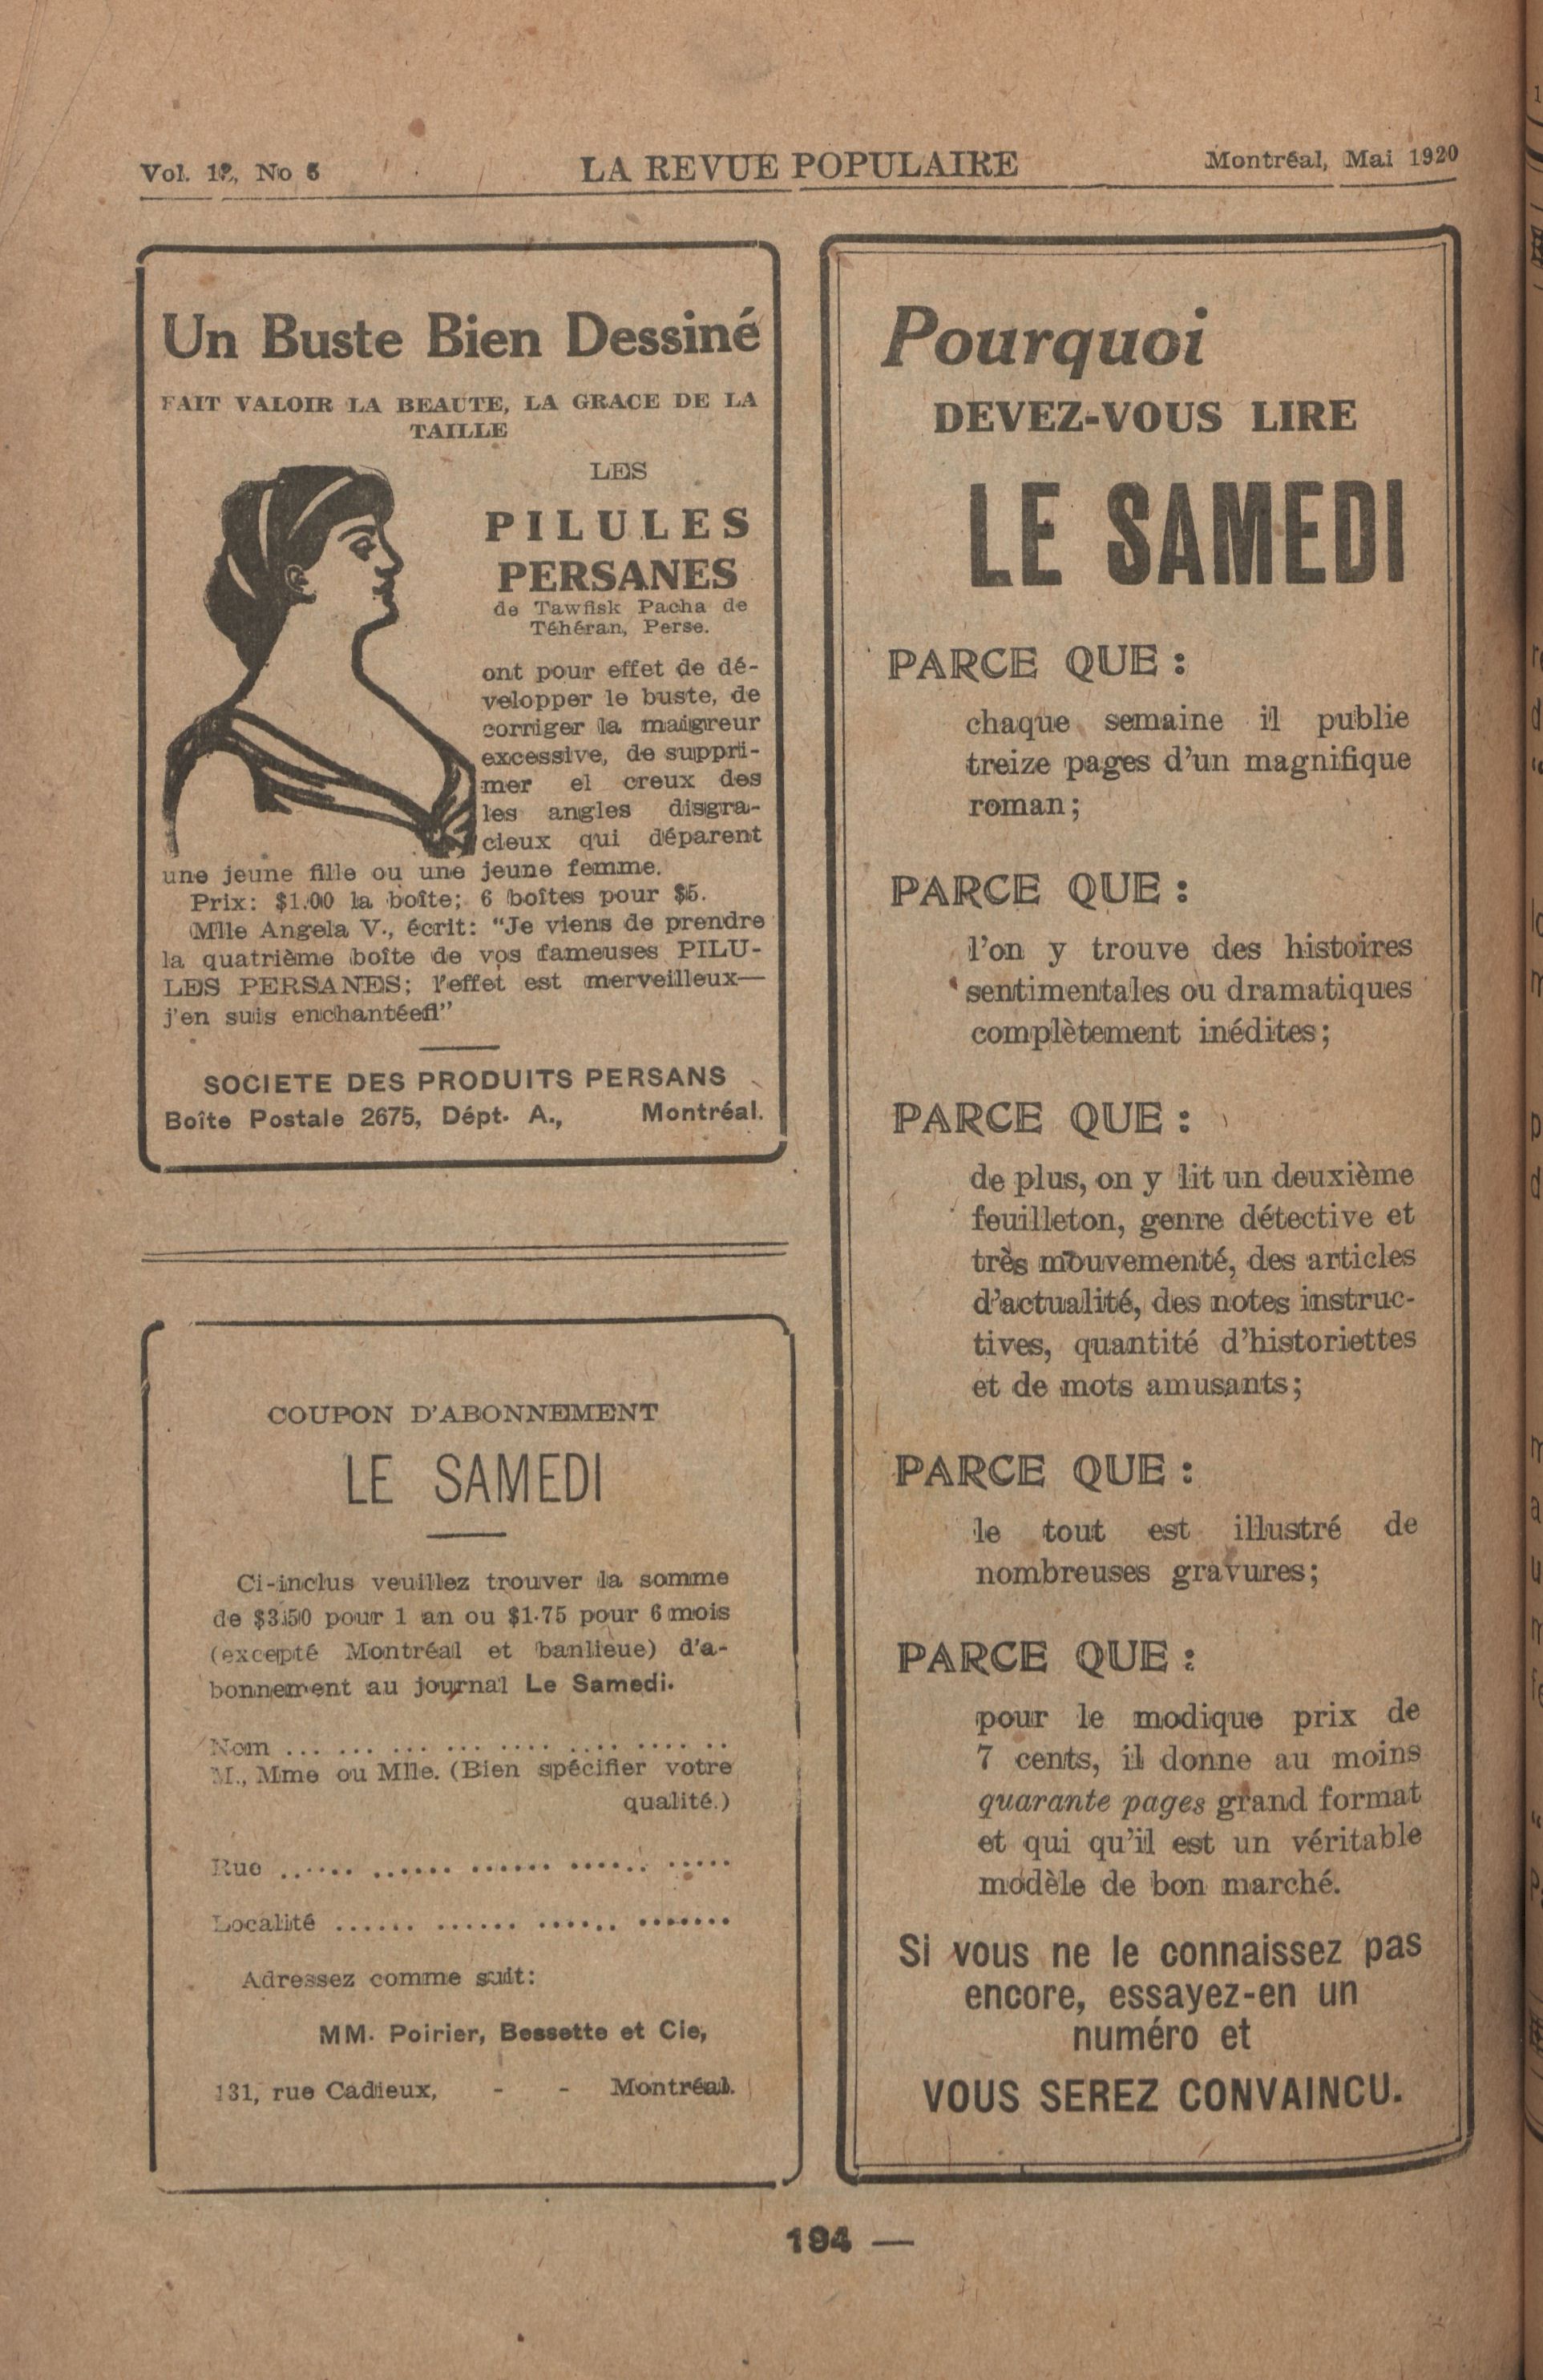 Vol. 12, No 5
LA REVUE POPULAIRE
Montréal, Mai 1920
Un Buste Bien Dessiné
FAIT VALOIR LA BEAUTE, LA GRACE DE LA
TAILLE
LES
PILULES
PERSANES
de Tawfisk Pacha de
Téhéran, Perse.
ont pour effet de dé-
velopper le buste, de
corriger la maigreur
excessive, de suppri-
mer el creux des
les angles disgra-
cieux qui déparent
une jeune fille ou une jeune femme.
Prix: $1.00 la boîte; 6 boîtes pour $5.
Mlle Angela V., écrit: "Je viens de prendre
la quatrième boîte de vos fameuses PILU-
LES PERSANES; l'effet est merveilleux—
j'en suis enchantéefl"
SOCIETE DES PRODUITS PERSANS
Boîte Postale 2675, Dépt. A., Montréal.
COUPON D'ABONNEMENT
LE SAMEDI
Ci-inclus veuillez trouver la somme
de $3.50 pour 1 an ou $1.75 pour 6 mois
(excepté Montréal et banlieue) d'a-
bonnement au journal Le Samedi.
Nom ... ... ... ... .... .... .... ..
M., Mme ou Mlle. (Bien spécifier votre
qualité.)
Rue ...... ...... ...... ...... .....
Localité ...... ...... ...... .......
Adressez comme suit:
MM. Poirier, Bessette et Cie,
131, rue Cadieux, - - Montréal.
Pourquoi
DEVEZ-VOUS LIRE
LE SAMEDI
PARCE QUE :
chaque semaine il publie
treize pages d'un magnifique
roman;
PARCE QUE :
l'on y trouve des histoires
sentimentales ou dramatiques
complètement inédites;
PARCE QUE :
de plus, on y lit un deuxième
feuilleton, genre détective et
très mouvementé, des articles
d'actualité, des notes instruc-
tives, quantité d'historiettes
et de mots amusants;
PARCE QUE :
le tout est illustré de
nombreuses gravures;
PARCE QUE :
pour le modique prix de
7 cents, il donne au moins
quarante pages grand format
et qui qu'il est un véritable
modèle de bon marché.
Si vous ne le connaissez pas
encore, essayez-en un
numéro et
VOUS SEREZ CONVAINCU.
194 —